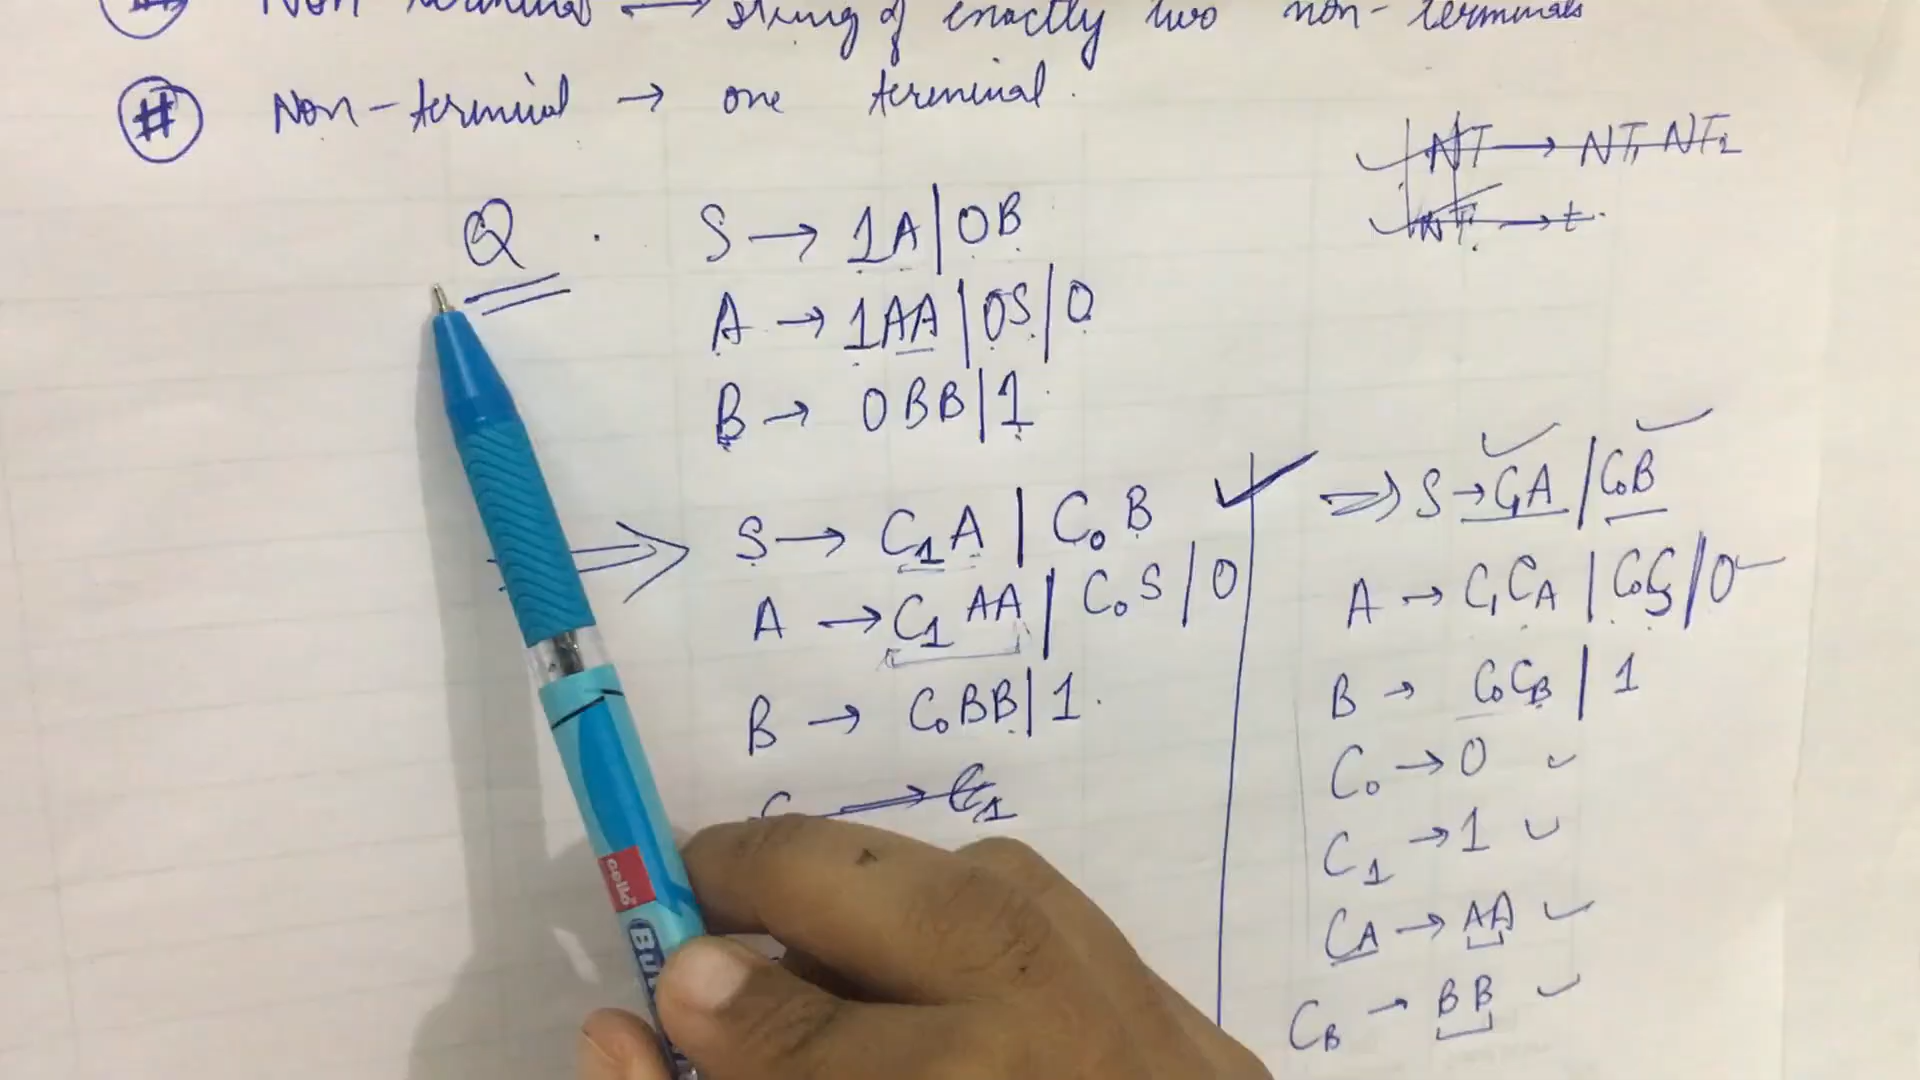 Non terminal → string of exactly two non-terminals
# Non-terminal → one terminal.
NT → NT₁ NT₂
NT → t.
Q. S → 1A | 0B
A → 1AA | 0S | 0
B → 0BB | 1
S → C₁A | C₀B
A → C₁AA | C₀S | 0
B → C₀BB | 1.
⇒ S → C₁A | C₀B
A → C₁C_A | C₀S | 0
B → C₀C_B | 1
C₀ → 0
C₁ → 1
C_A → AA
C_B → BB
cello